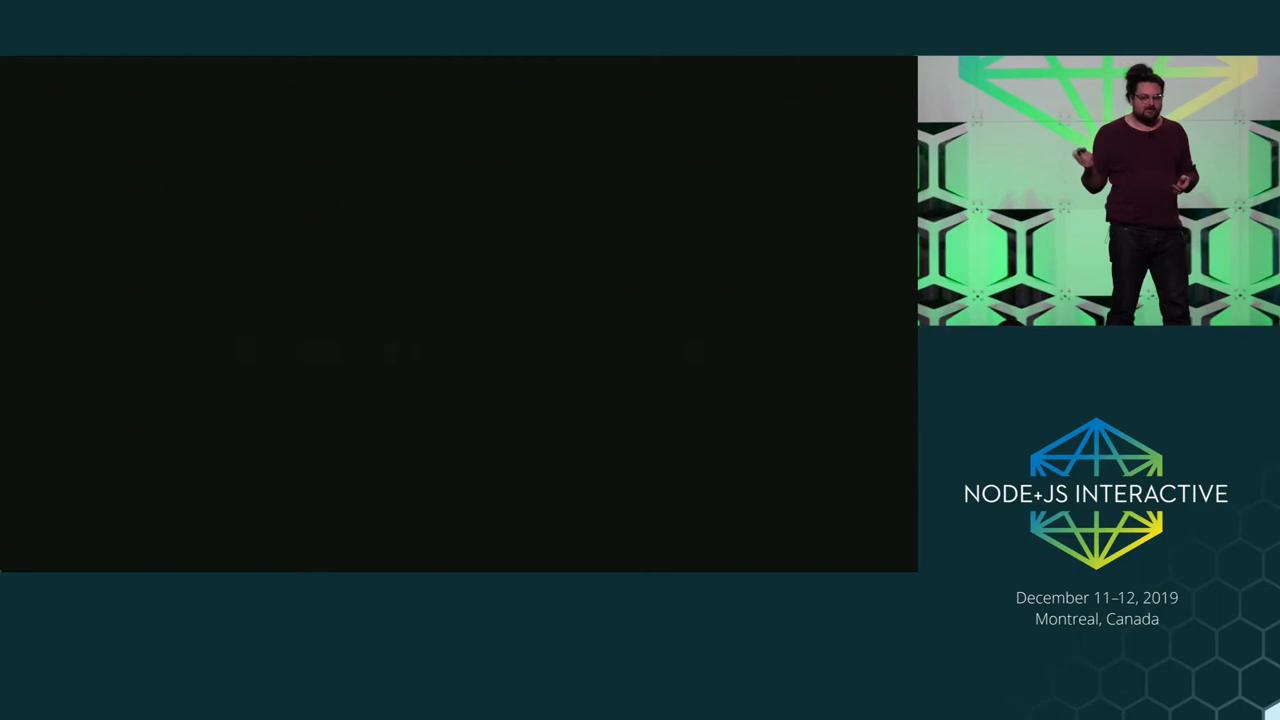 NODE+JS INTERACTIVE
December 11–12, 2019
Montreal, Canada